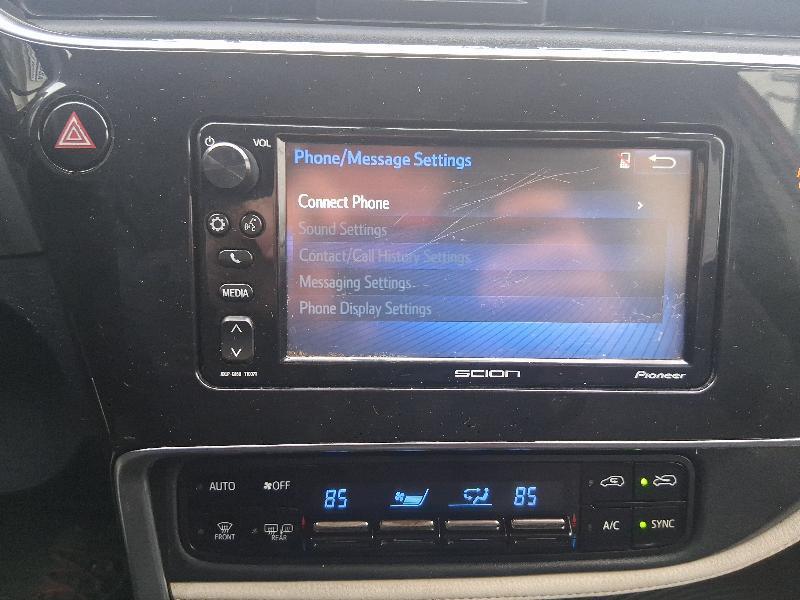 VOL
Phone/Message Settings
Connect Phone
Sound Settings
Contact/Call History Settings
Messaging Settings
Phone Display Settings
MEDIA
SCION
Pioneer
AUTO
OFF
85
85
FRONT
REAR
A/C
SYNC